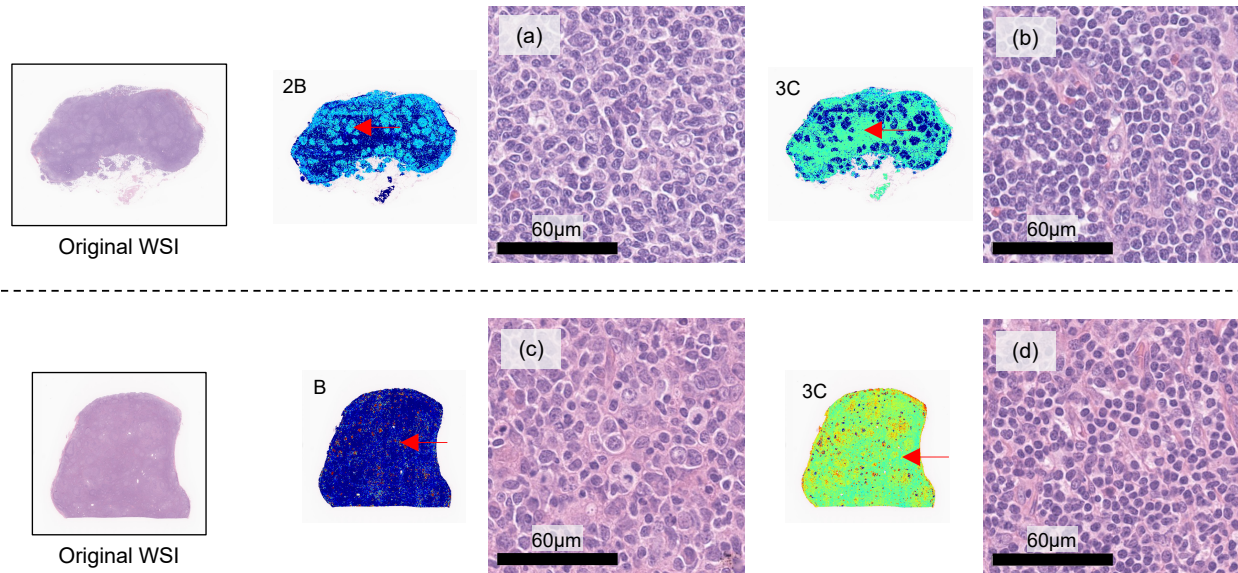 2B
(a)
3C
(b)
60µm
60µm
Original WSI
B
(c)
3C
(d)
60µm
60µm
Original WSI